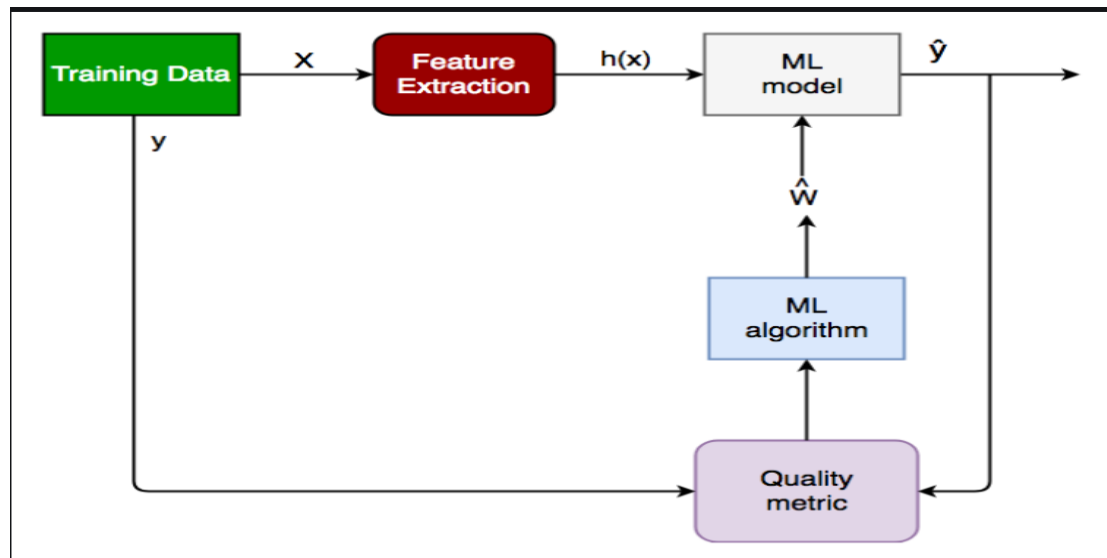 Training Data
X
Feature
Extraction
h(x)
ML
model
ŷ
y
ŵ
ML
algorithm
Quality
metric